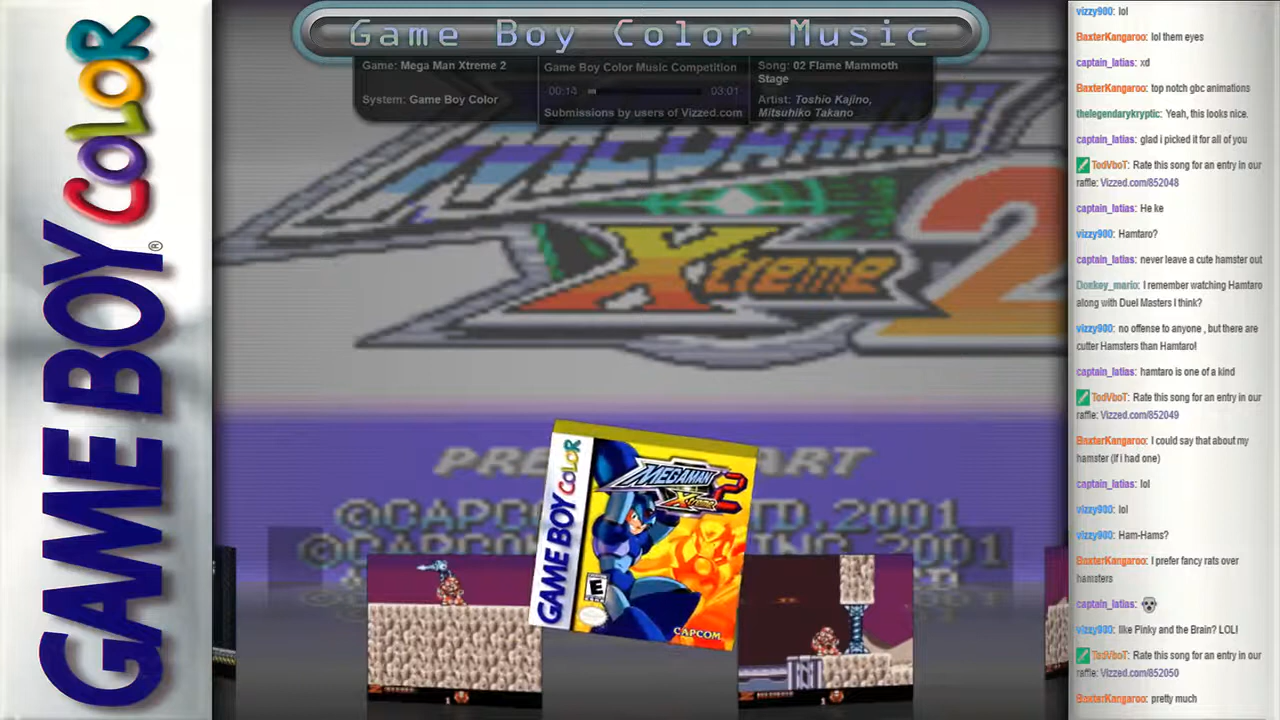 GAME BOY COLOR
®
Game Boy Color Music
Game: Mega Man Xtreme 2
System: Game Boy Color
Game Boy Color Music Competition
00:14
03:01
Submissions by users of Vizzed.com
Song: 02 Flame Mammoth
Stage
Artist: Toshio Kajino,
Mitsuhiko Takano
MEGAMAN
Xtreme 2
GAME BOY COLOR
MEGAMAN
Xtreme 2
E
CAPCOM
vizzy900: lol
BaxterKangaroo: lol them eyes
captain_latias: xd
BaxterKangaroo: top notch gbc animations
thelegendarykryptic: Yeah, this looks nice.
captain_latias: glad i picked it for all of you
TodVboT: Rate this song for an entry in our
raffle: Vizzed.com/852048
captain_latias: He ke
vizzy900: Hamtaro?
captain_latias: never leave a cute hamster out
Donkey_mario: I remember watching Hamtaro
along with Duel Masters I think?
vizzy900: no offense to anyone , but there are
cutter Hamsters than Hamtaro!
captain_latias: hamtaro is one of a kind
TodVboT: Rate this song for an entry in our
raffle: Vizzed.com/852049
BaxterKangaroo: I could say that about my
hamster (If i had one)
captain_latias: lol
vizzy900: lol
vizzy900: Ham-Hams?
BaxterKangaroo: I prefer fancy rats over
hamsters
captain_latias:
vizzy900: like Pinky and the Brain? LOL!
TodVboT: Rate this song for an entry in our
raffle: Vizzed.com/852050
BaxterKangaroo: pretty much